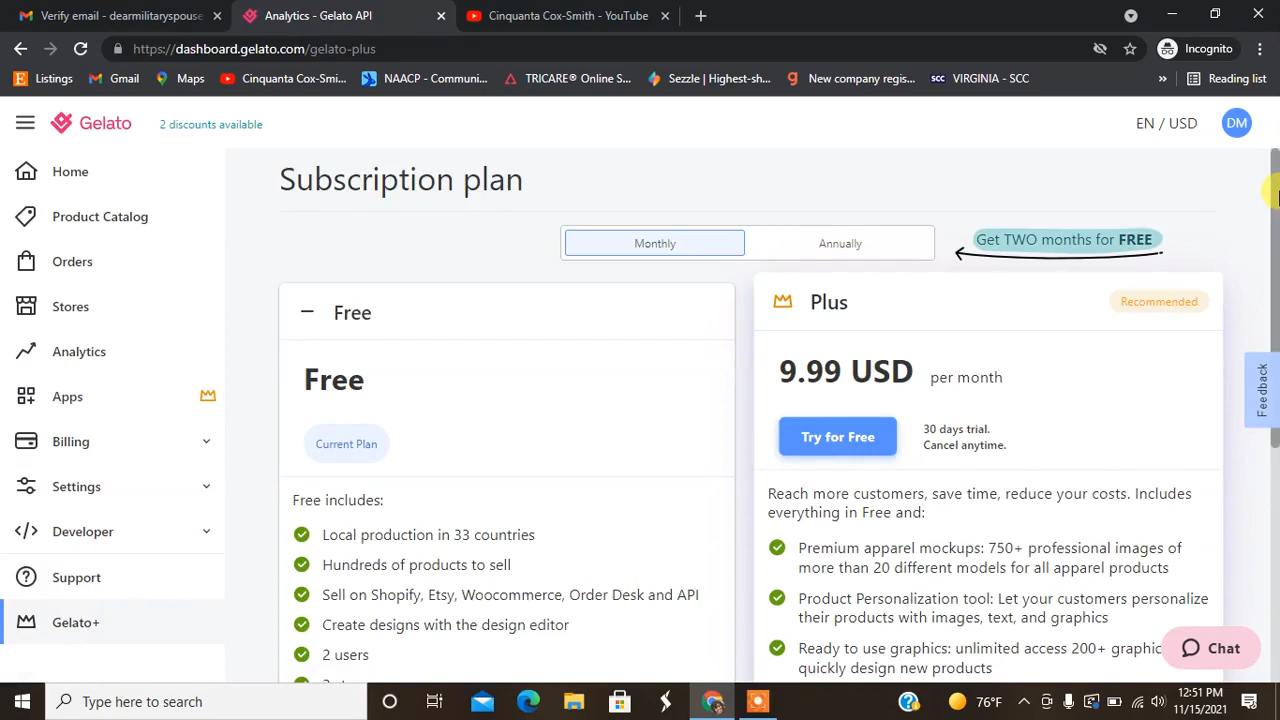 Verify email - dearmilitaryspouse
Analytics - Gelato API
Cinquanta Cox-Smith - YouTube
https://dashboard.gelato.com/gelato-plus
Incognito
Listings
Gmail
Maps
Cinquanta Cox-Smi...
NAACP - Communi...
TRICARE® Online S...
Sezzle | Highest-sh...
New company regis...
SCC VIRGINIA - SCC
»
Reading list
Gelato
2 discounts available
EN / USD
DM
Home
Product Catalog
Orders
Stores
Analytics
Apps
Billing
Settings
Developer
Support
Gelato+
Subscription plan
Monthly
Annually
Get TWO months for FREE
Free
Free
Current Plan
Free includes:
Local production in 33 countries
Hundreds of products to sell
Sell on Shopify, Etsy, Woocommerce, Order Desk and API
Create designs with the design editor
2 users
Plus
Recommended
9.99 USD per month
Try for Free
30 days trial.
Cancel anytime.
Reach more customers, save time, reduce your costs. Includes
everything in Free and:
Premium apparel mockups: 750+ professional images of
more than 20 different models for all apparel products
Product Personalization tool: Let your customers personalize
their products with images, text, and graphics
Ready to use graphics: unlimited access 200+ graphic
quickly design new products
Feedback
Chat
Type here to search
76°F
12:51 PM
11/15/2021